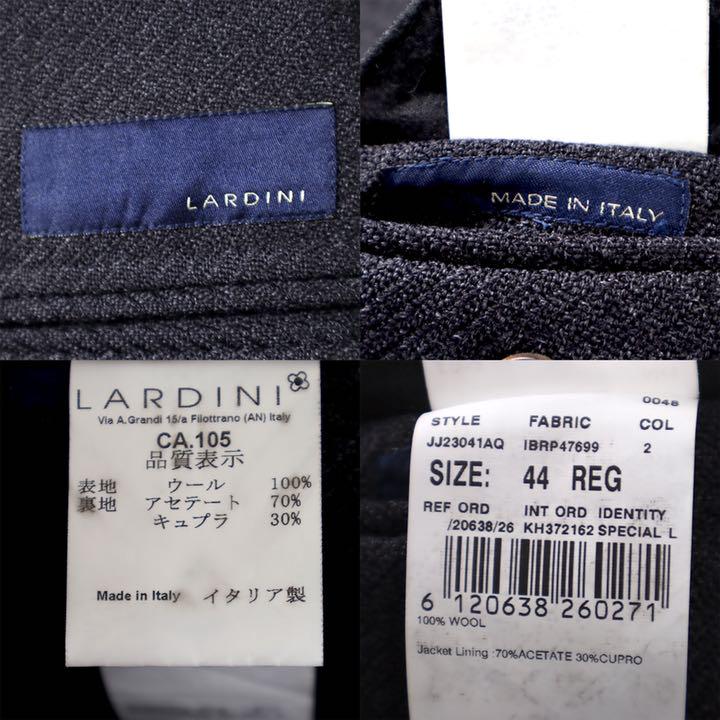 LARDINI
MADE IN ITALY
LARDINI
Via A.Grandi 15/a Filottrano (AN) Italy
CA.105
品質表示
表地 ウール 100%
裏地 アセテート 70%
キュプラ 30%
Made in Italy イタリア製
0048
STYLE FABRIC COL
JJ23041AQ IBRP47699 2
SIZE: 44 REG
REF ORD INT ORD IDENTITY
/20638/26 KH372162 SPECIAL L
6 120638 260271
100% WOOL
Jacket Lining :70%ACETATE 30%CUPRO